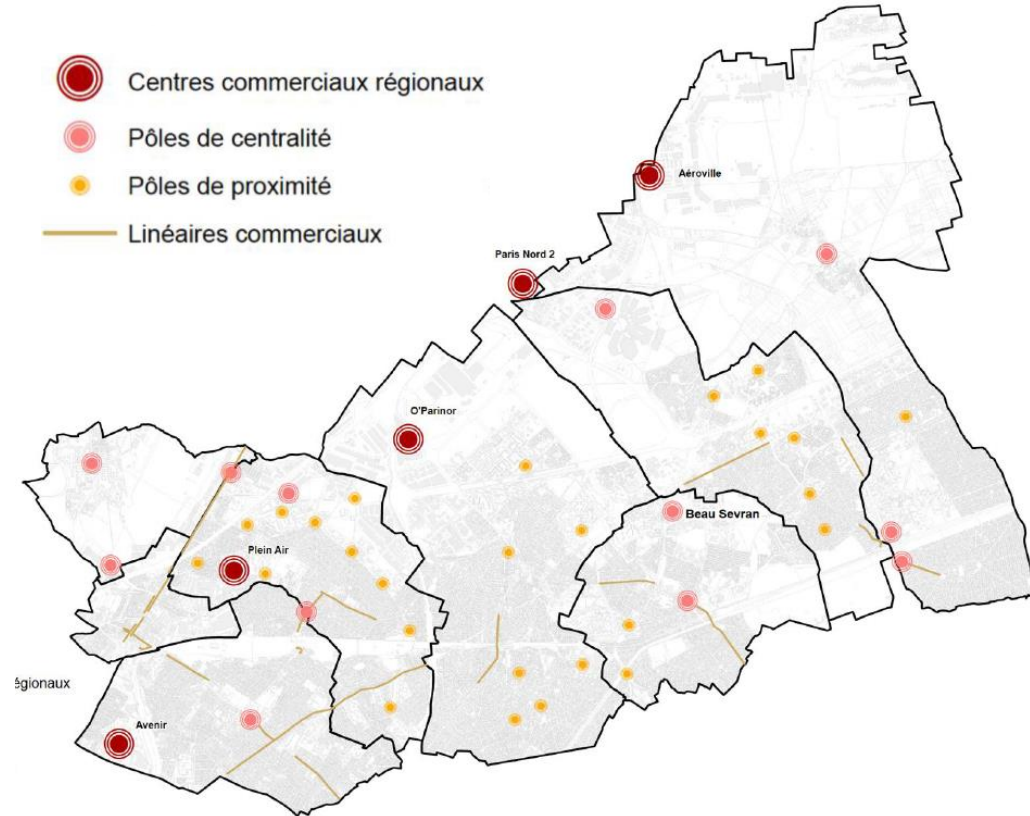 Centres commerciaux régionaux
Pôles de centralité
Pôles de proximité
Linéaires commerciaux
Aéroville
Paris Nord 2
O'Parinor
Beau Sevran
Plein Air
égionaux
Avenir